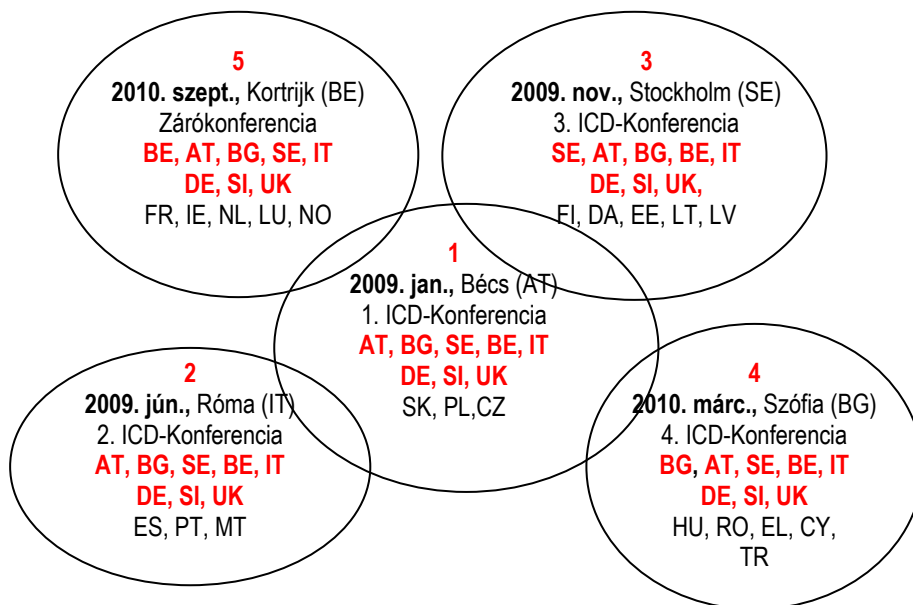 5
2010. szept., Kortrijk (BE)
Zárókonferencia
BE, AT, BG, SE, IT
DE, SI, UK
FR, IE, NL, LU, NO
3
2009. nov., Stockholm (SE)
3. ICD-Konferencia
SE, AT, BG, BE, IT
DE, SI, UK,
FI, DA, EE, LT, LV
1
2009. jan., Bécs (AT)
1. ICD-Konferencia
AT, BG, SE, BE, IT
DE, SI, UK
SK, PL,CZ
2
2009. jún., Róma (IT)
2. ICD-Konferencia
AT, BG, SE, BE, IT
DE, SI, UK
ES, PT, MT
4
2010. márc., Szófia (BG)
4. ICD-Konferencia
BG, AT, SE, BE, IT
DE, SI, UK
HU, RO, EL, CY,
TR